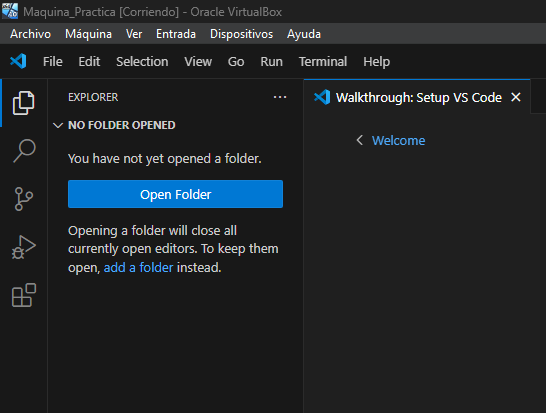 Maquina_Practica [Corriendo] - Oracle VirtualBox
Archivo Máquina Ver Entrada Dispositivos Ayuda
File Edit Selection View Go Run Terminal Help
EXPLORER ···
Walkthrough: Setup VS Code
NO FOLDER OPENED
Welcome
You have not yet opened a folder.
Open Folder
Opening a folder will close all
currently open editors. To keep them
open, add a folder instead.